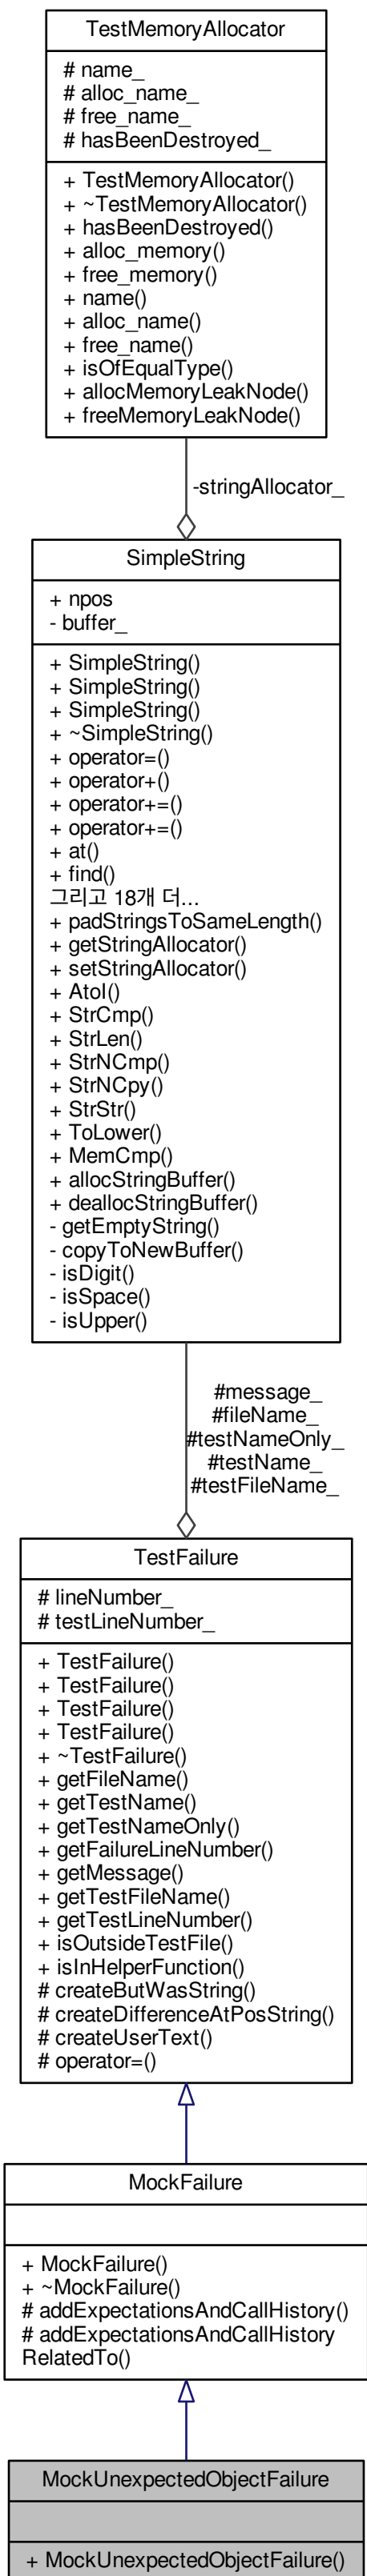 TestMemoryAllocator
# name_
# alloc_name_
# free_name_
# hasBeenDestroyed_
+ TestMemoryAllocator()
+ ~TestMemoryAllocator()
+ hasBeenDestroyed()
+ alloc_memory()
+ free_memory()
+ name()
+ alloc_name()
+ free_name()
+ isOfEqualType()
+ allocMemoryLeakNode()
+ freeMemoryLeakNode()
-stringAllocator_
SimpleString
+ npos
- buffer_
+ SimpleString()
+ SimpleString()
+ SimpleString()
+ ~SimpleString()
+ operator=()
+ operator+()
+ operator+=()
+ operator+=()
+ at()
+ find()
그리고 18개 더...
+ padStringsToSameLength()
+ getStringAllocator()
+ setStringAllocator()
+ AtoI()
+ StrCmp()
+ StrLen()
+ StrNCmp()
+ StrNCpy()
+ StrStr()
+ ToLower()
+ MemCmp()
+ allocStringBuffer()
+ deallocStringBuffer()
- getEmptyString()
- copyToNewBuffer()
- isDigit()
- isSpace()
- isUpper()
#message_
#fileName_
#testNameOnly_
#testName_
#testFileName_
TestFailure
# lineNumber_
# testLineNumber_
+ TestFailure()
+ TestFailure()
+ TestFailure()
+ TestFailure()
+ ~TestFailure()
+ getFileName()
+ getTestName()
+ getTestNameOnly()
+ getFailureLineNumber()
+ getMessage()
+ getTestFileName()
+ getTestLineNumber()
+ isOutsideTestFile()
+ isInHelperFunction()
# createButWasString()
# createDifferenceAtPosString()
# createUserText()
# operator=()
MockFailure
+ MockFailure()
+ ~MockFailure()
# addExpectationsAndCallHistory()
# addExpectationsAndCallHistory
RelatedTo()
MockUnexpectedObjectFailure
+ MockUnexpectedObjectFailure()